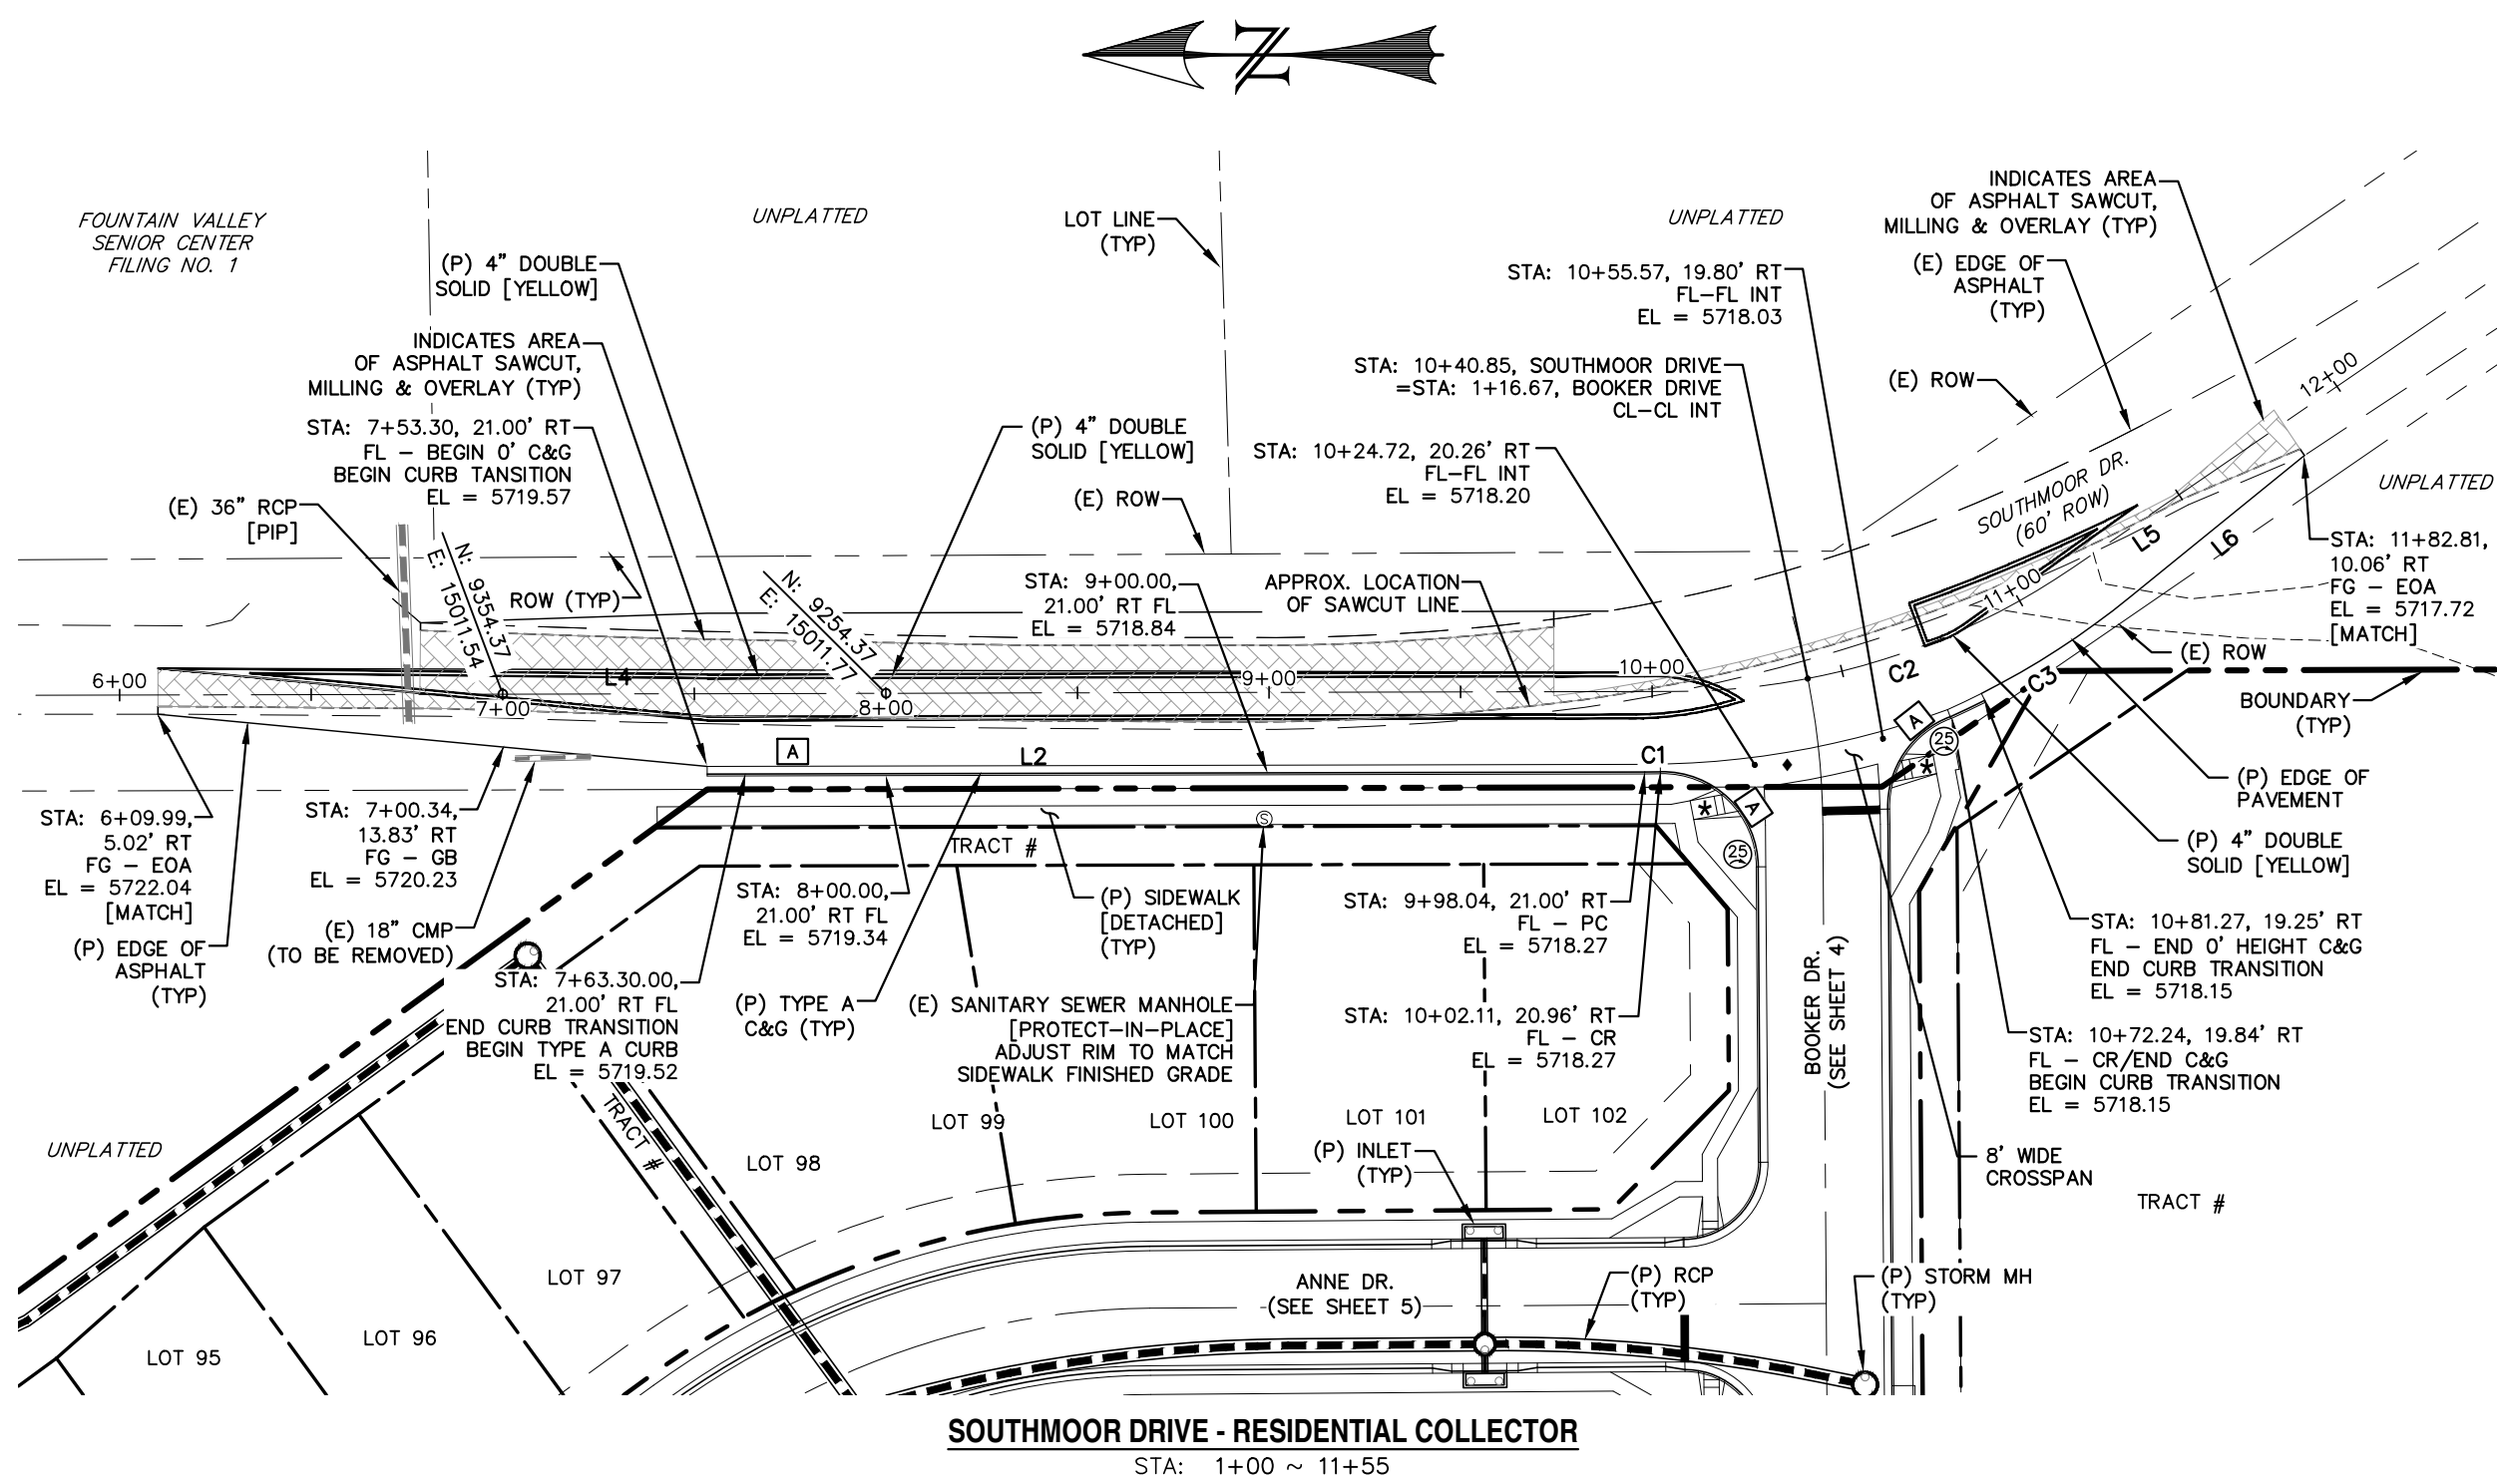 N
FOUNTAIN VALLEY
SENIOR CENTER
FILING NO. 1
UNPLATTED
LOT LINE
(TYP)
UNPLATTED
INDICATES AREA
OF ASPHALT SAWCUT,
MILLING & OVERLAY (TYP)
(P) 4" DOUBLE
SOLID [YELLOW]
STA: 10+55.57, 19.80' RT
FL-FL INT
EL = 5718.03
(E) EDGE OF
ASPHALT
(TYP)
INDICATES AREA
OF ASPHALT SAWCUT,
MILLING & OVERLAY (TYP)
STA: 10+40.85, SOUTHMOOR DRIVE
=STA: 1+16.67, BOOKER DRIVE
CL-CL INT
(E) ROW
12+00
STA: 7+53.30, 21.00' RT
FL - BEGIN 0' C&G
BEGIN CURB TANSITION
EL = 5719.57
(P) 4" DOUBLE
SOLID [YELLOW]
STA: 10+24.72, 20.26' RT
FL-FL INT
EL = 5718.20
SOUTHMOOR DR.
(60' ROW)
UNPLATTED
(E) 36" RCP
[PIP]
(E) ROW
N: 9354.37
E: 15011.54
ROW (TYP)
N: 9254.37
E: 15011.77
STA: 9+00.00,
21.00' RT FL
EL = 5718.84
APPROX. LOCATION
OF SAWCUT LINE
L5
L6
STA: 11+82.81,
10.06' RT
FG - EOA
EL = 5717.72
[MATCH]
11+00
(E) ROW
6+00
L4
7+00
8+00
9+00
10+00
C2
C3
BOUNDARY
(TYP)
A
L2
C1
A
25
*
(P) EDGE OF
PAVEMENT
STA: 6+09.99,
5.02' RT
FG - EOA
EL = 5722.04
[MATCH]
STA: 7+00.34,
13.83' RT
FG - GB
EL = 5720.23
S
TRACT #
*
A
25
(P) 4" DOUBLE
SOLID [YELLOW]
(P) EDGE OF
ASPHALT
(TYP)
(E) 18" CMP
(TO BE REMOVED)
STA: 8+00.00,
21.00' RT FL
EL = 5719.34
(P) SIDEWALK
[DETACHED]
(TYP)
STA: 9+98.04, 21.00' RT
FL - PC
EL = 5718.27
BOOKER DR.
(SEE SHEET 4)
STA: 10+81.27, 19.25' RT
FL - END 0' HEIGHT C&G
END CURB TRANSITION
EL = 5718.15
STA: 7+63.30.00,
21.00' RT FL
END CURB TRANSITION
BEGIN TYPE A CURB
EL = 5719.52
(P) TYPE A
C&G (TYP)
(E) SANITARY SEWER MANHOLE
[PROTECT-IN-PLACE]
ADJUST RIM TO MATCH
SIDEWALK FINISHED GRADE
STA: 10+02.11, 20.96' RT
FL - CR
EL = 5718.27
STA: 10+72.24, 19.84' RT
FL - CR/END C&G
BEGIN CURB TRANSITION
EL = 5718.15
UNPLATTED
TRACT #
LOT 98
LOT 99
LOT 100
LOT 101
LOT 102
(P) INLET
(TYP)
8' WIDE
CROSSPAN
TRACT #
LOT 97
ANNE DR.
(SEE SHEET 5)
(P) RCP
(TYP)
(P) STORM MH
(TYP)
LOT 95
LOT 96
SOUTHMOOR DRIVE - RESIDENTIAL COLLECTOR
STA: 1+00 ~ 11+55